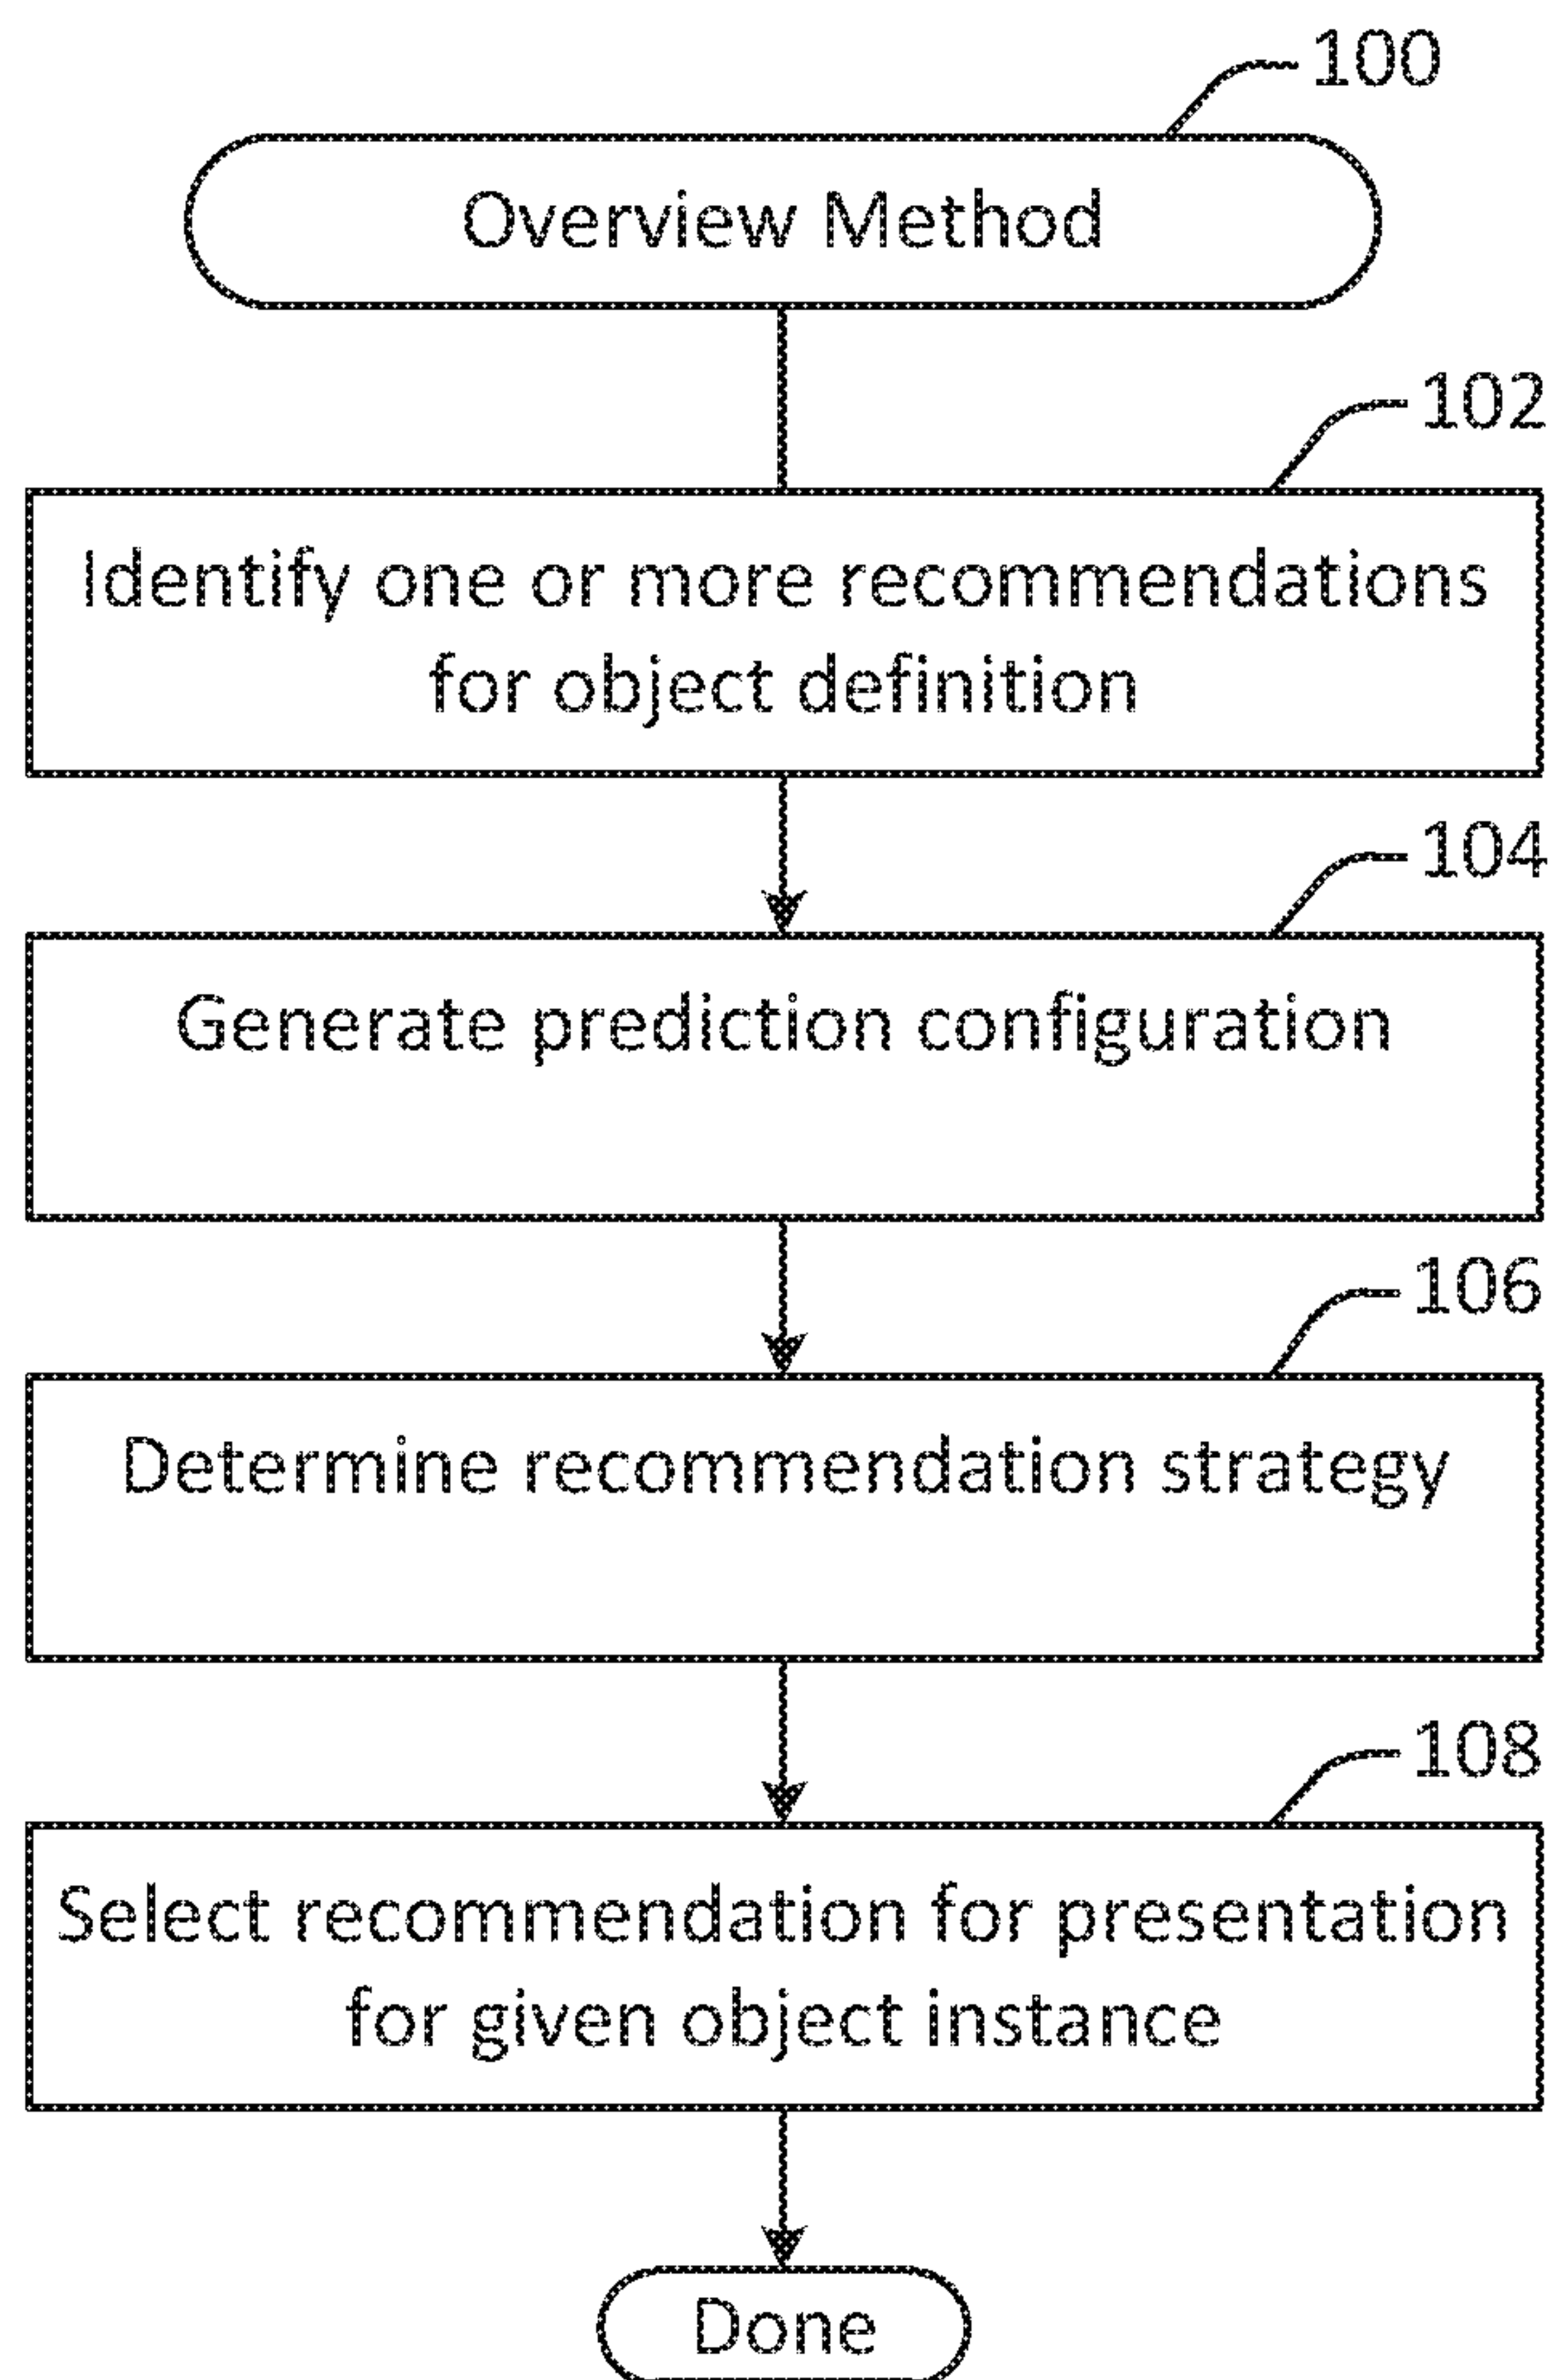 100
Overview Method
102
Identify one or more recommendations
for object definition
104
Generate prediction configuration
106
Determine recommendation strategy
108
Select recommendation for presentation
for given object instance
Done